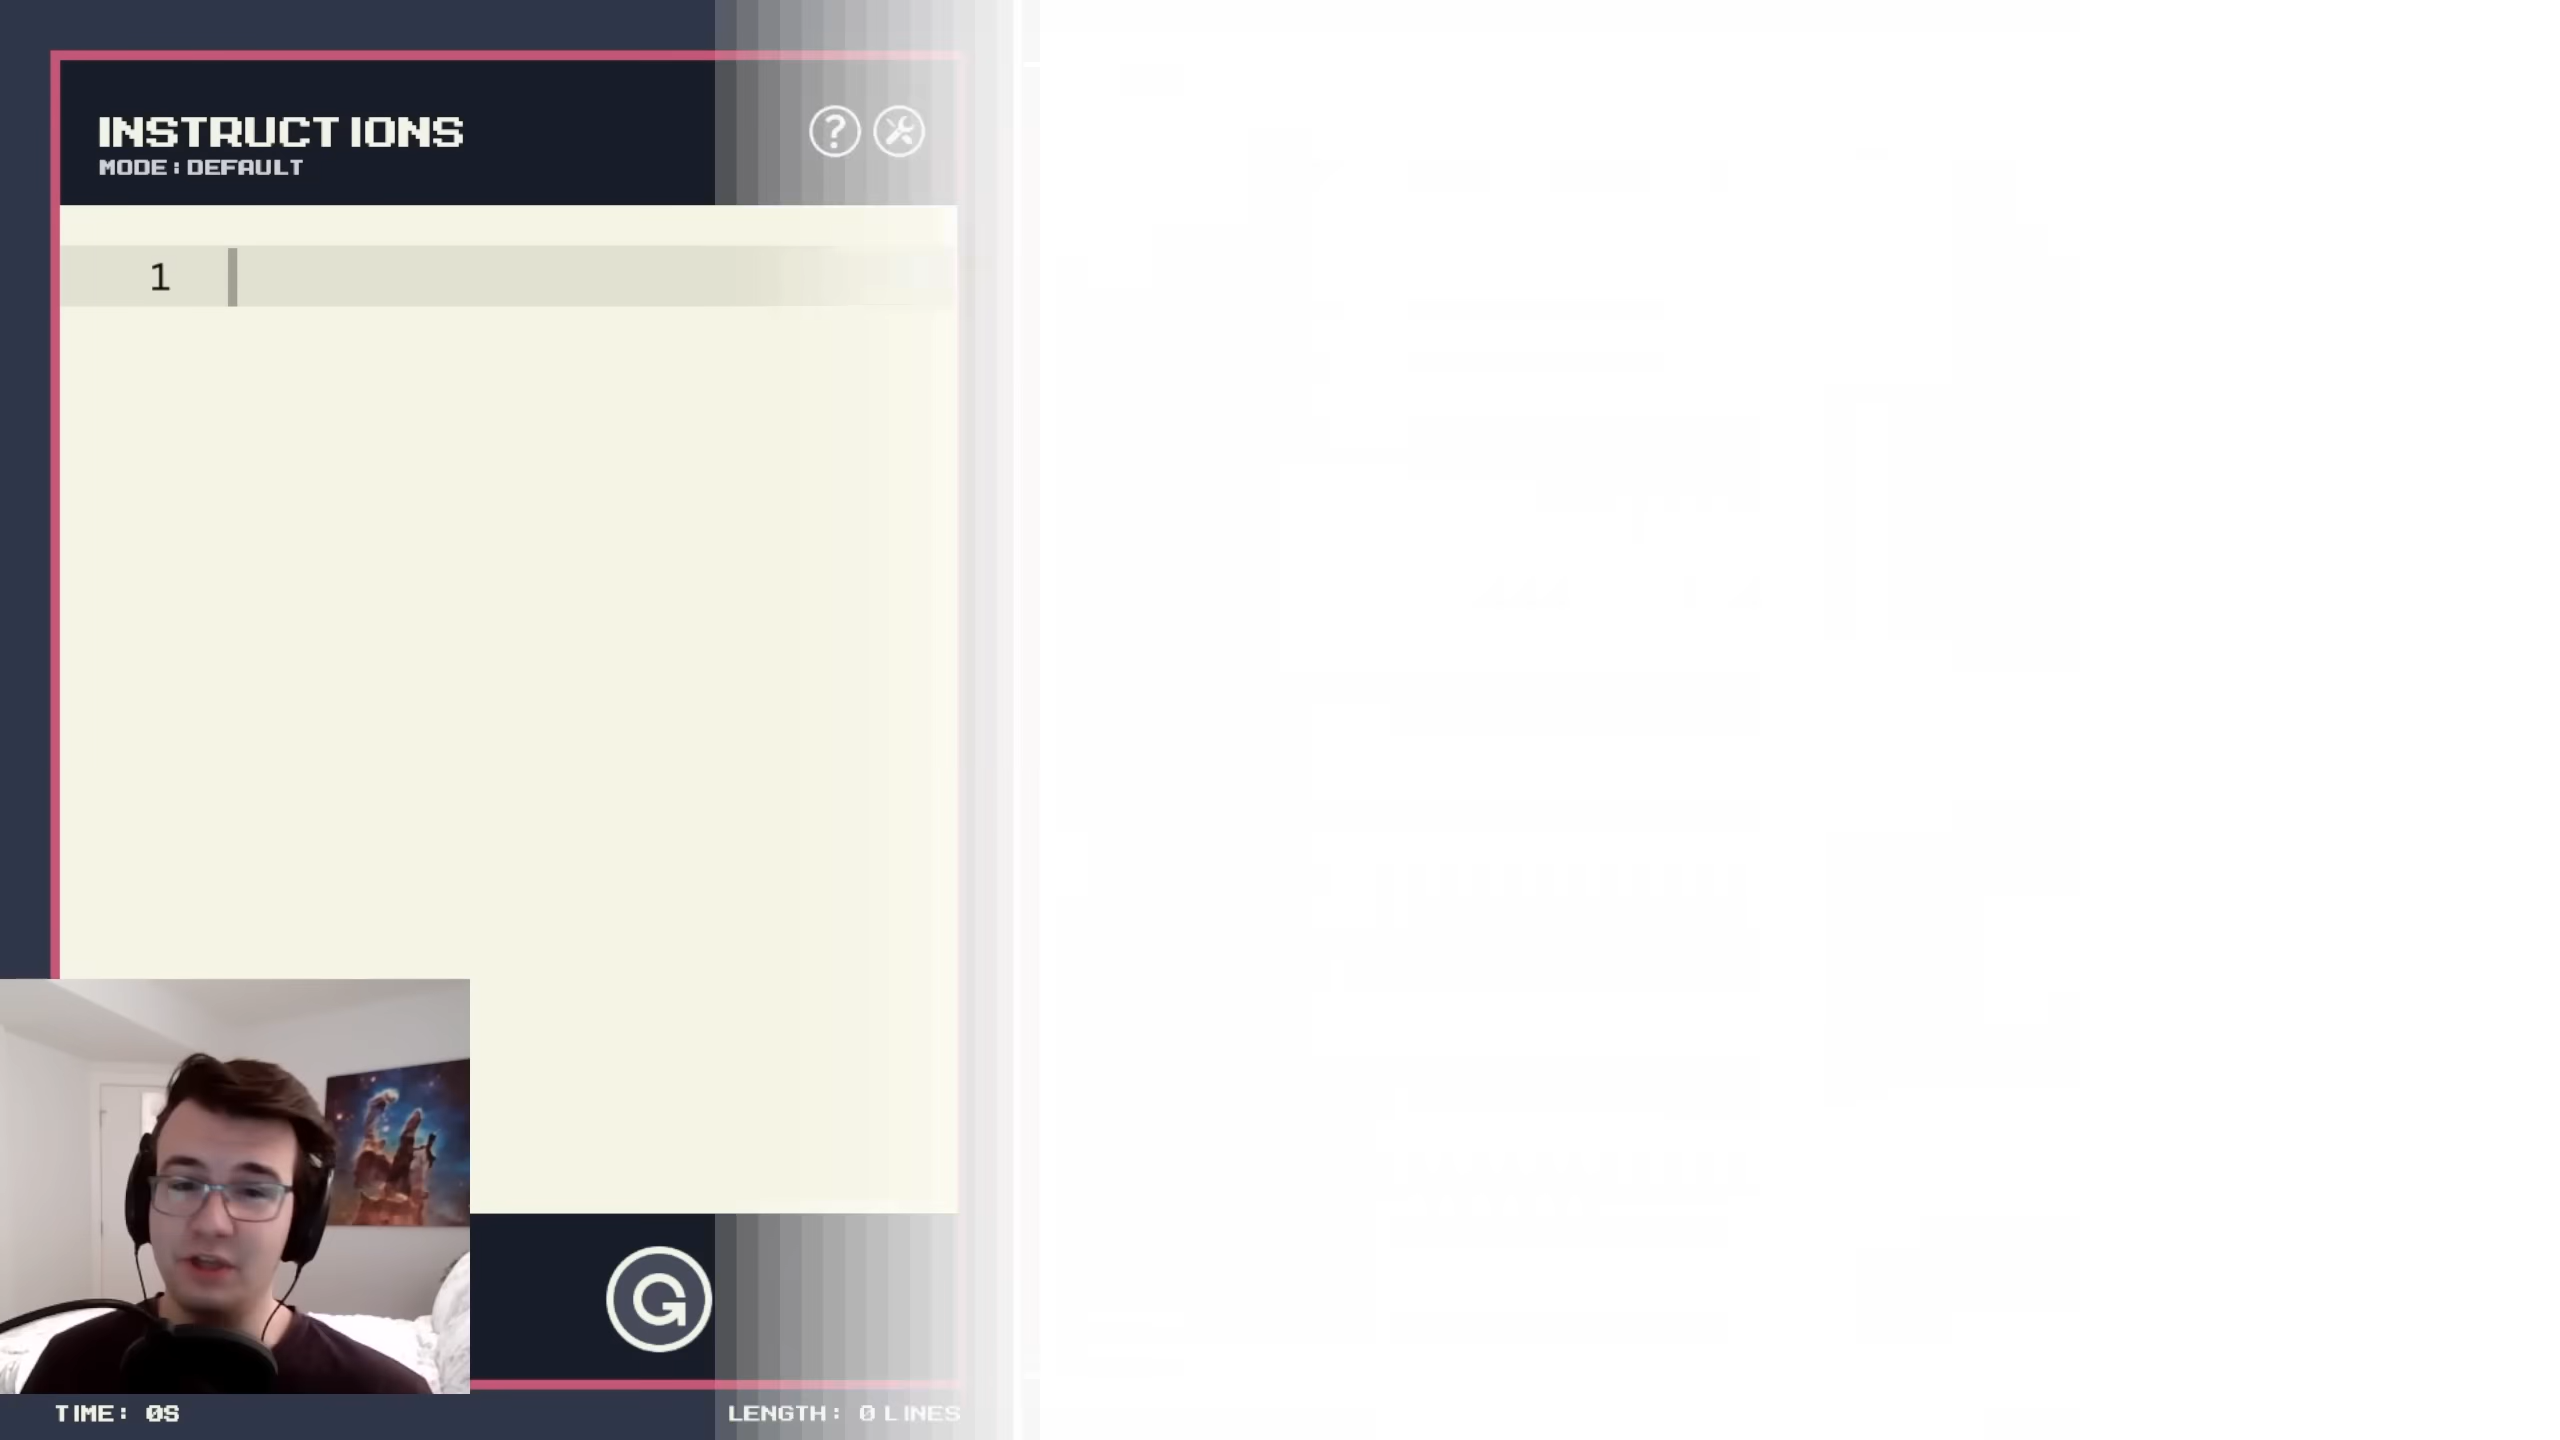 INSTRUCTIONS
MODE:DEFAULT
1
TIME: 0S
LENGTH: 0 LINES